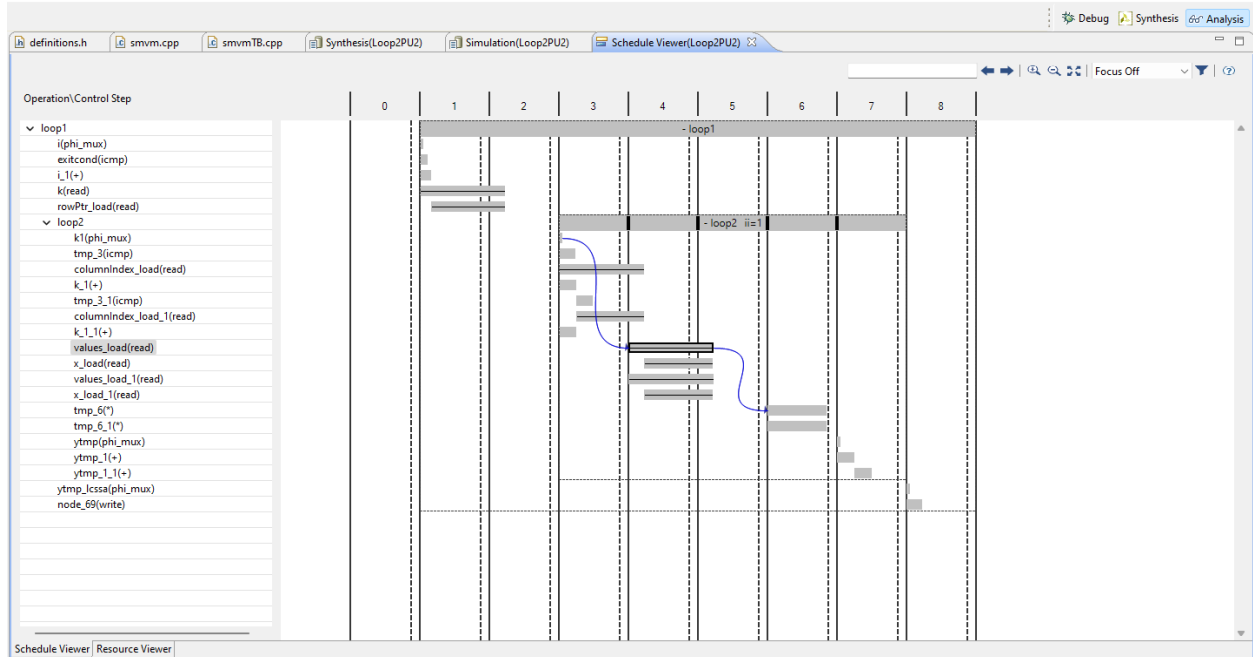 Debug Synthesis Analysis
definitions.h smvm.cpp smvmTB.cpp Synthesis(Loop2PU2) Simulation(Loop2PU2) Schedule Viewer(Loop2PU2)
Focus Off
Operation\Control Step 0 1 2 3 4 5 6 7 8
loop1 - loop1
i(phi_mux)
exitcond(icmp)
i_1(+)
k(read)
rowPtr_load(read)
loop2 - loop2 ii=1
k1(phi_mux)
tmp_3(icmp)
columnIndex_load(read)
k_1(+)
tmp_3_1(icmp)
columnIndex_load_1(read)
k_1_1(+)
values_load(read)
x_load(read)
values_load_1(read)
x_load_1(read)
tmp_6(*)
tmp_6_1(*)
ytmp(phi_mux)
ytmp_1(+)
ytmp_1_1(+)
ytmp_lcssa(phi_mux)
node_69(write)
Schedule Viewer Resource Viewer